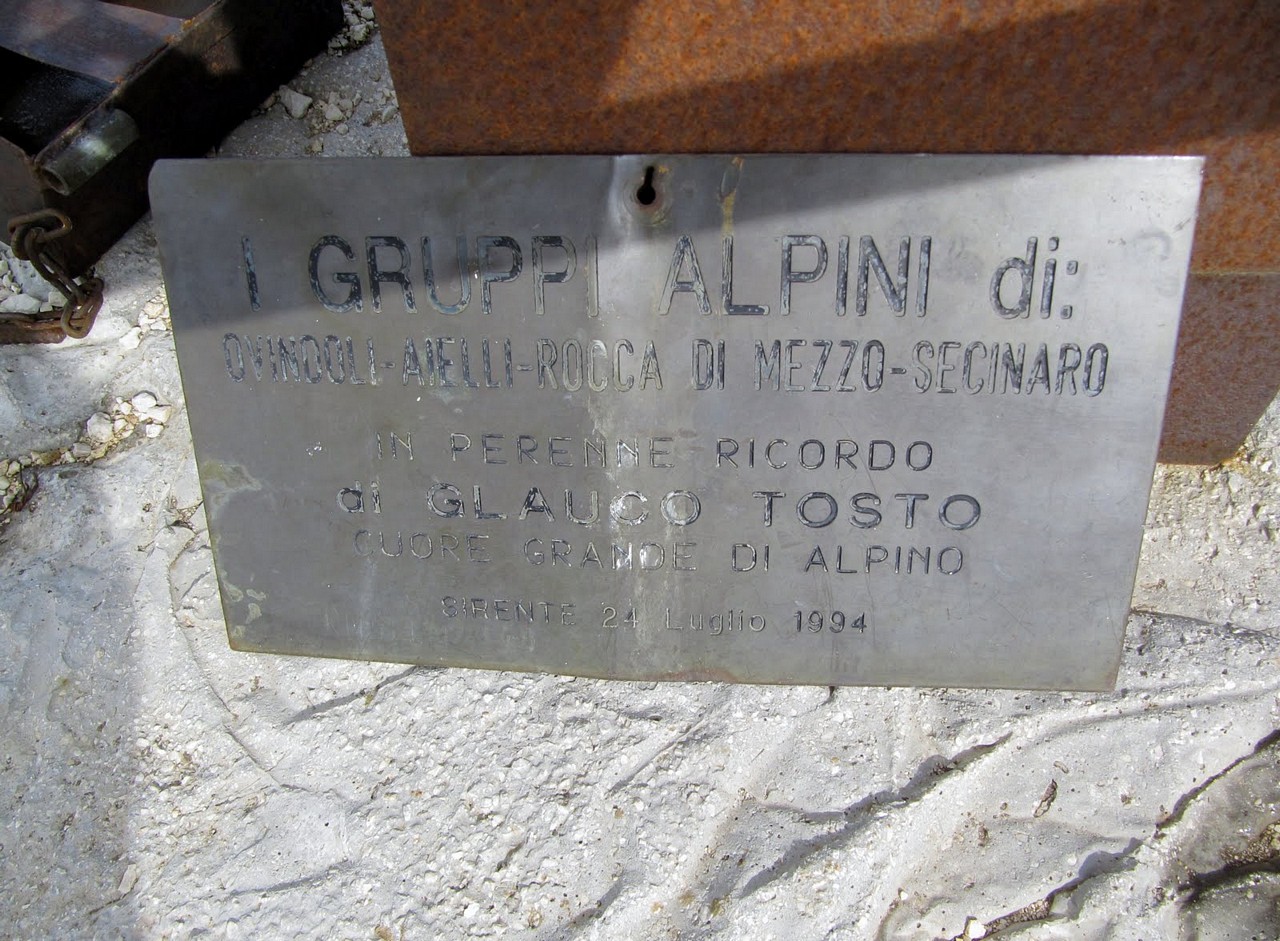 I GRUPPI ALPINI di:
OVINDOLI-AIELLI-ROCCA DI MEZZO-SECINARO
IN PERENNE RICORDO
di GLAUCO TOSTO
CUORE GRANDE DI ALPINO
SIRENTE 24 Luglio 1994